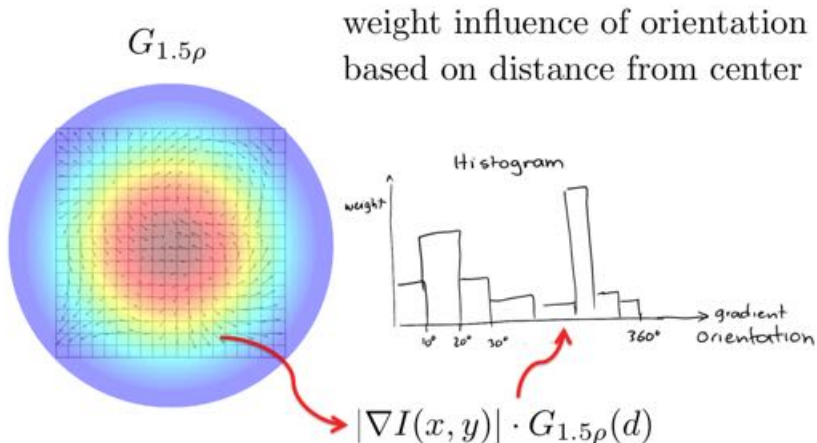 G_{1.5ρ}
weight influence of orientation
based on distance from center
Histogram
weight
10° 20° 30° 360°
gradient
orientation
|∇I(x, y)| · G_{1.5ρ}(d)